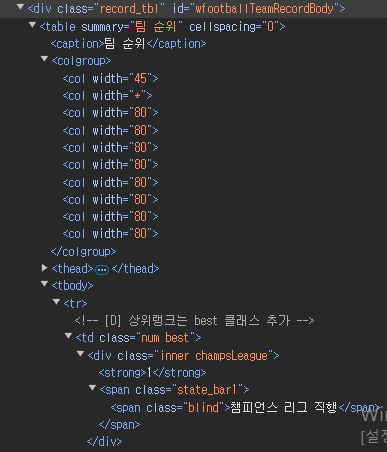 ▼<div class="record_tbl" id="wfootballTeamRecordBody">
▼<table summary="팀 순위" cellspacing="0">
<caption>팀 순위</caption>
▼<colgroup>
<col width="45">
<col width="*">
<col width="80">
<col width="80">
<col width="80">
<col width="80">
<col width="80">
<col width="80">
<col width="80">
<col width="80">
</colgroup>
▶<thead>…</thead>
▼<tbody>
▼<tr>
<!-- [D] 상위랭크는 best 클래스 추가 -->
▼<td class="num best">
▼<div class="inner champsLeague">
<strong>1</strong>
▼<span class="state_bar1">
<span class="blind">챔피언스 리그 직행</span>
</span>
</div>
[설정